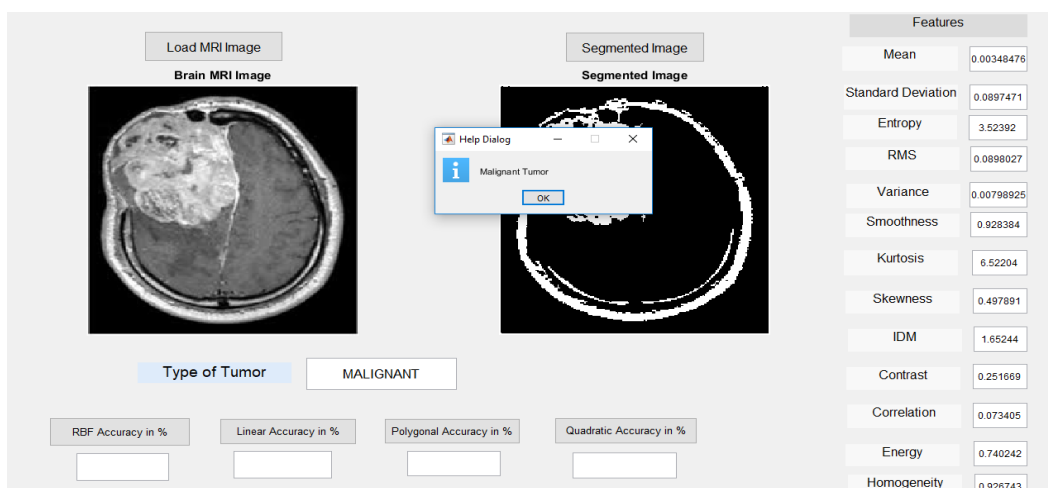 Features
Load MRI Image
Segmented Image
Brain MRI Image
Segmented Image
Mean 0.00348476
Standard Deviation 0.0897471
Entropy 3.52392
Help Dialog
Malignant Tumor
OK
RMS 0.0898027
Variance 0.00798925
Smoothness 0.928384
Kurtosis 6.52204
Skewness 0.497891
IDM 1.65244
Type of Tumor MALIGNANT
Contrast 0.251669
Correlation 0.073405
RBF Accuracy in %
Linear Accuracy in %
Polygonal Accuracy in %
Quadratic Accuracy in %
Energy 0.740242
Homogeneity 0.926743